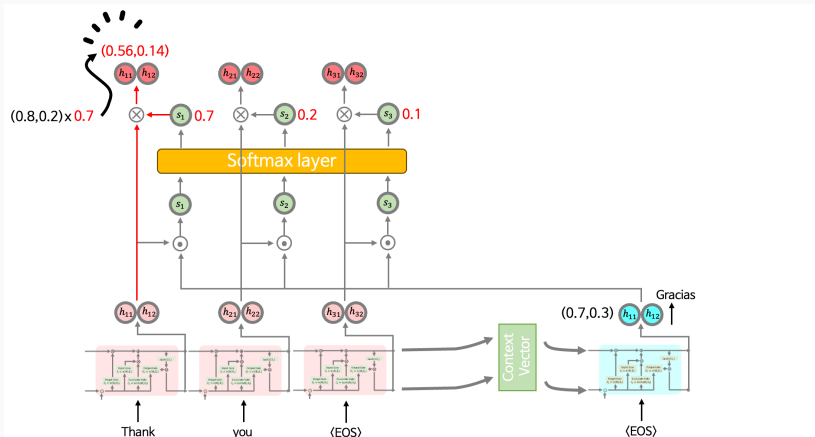 (0.56,0.14)
h11 h12 h21 h22 h31 h32
(0.8,0.2)x 0.7
s1 0.7 s2 0.2 s3 0.1
Softmax layer
s1 s2 s3
h11 h12 h21 h22 h31 h32
(0.7,0.3) h11 h12
Gracias
Context
Vector
Thank you ⟨EOS⟩ ⟨EOS⟩